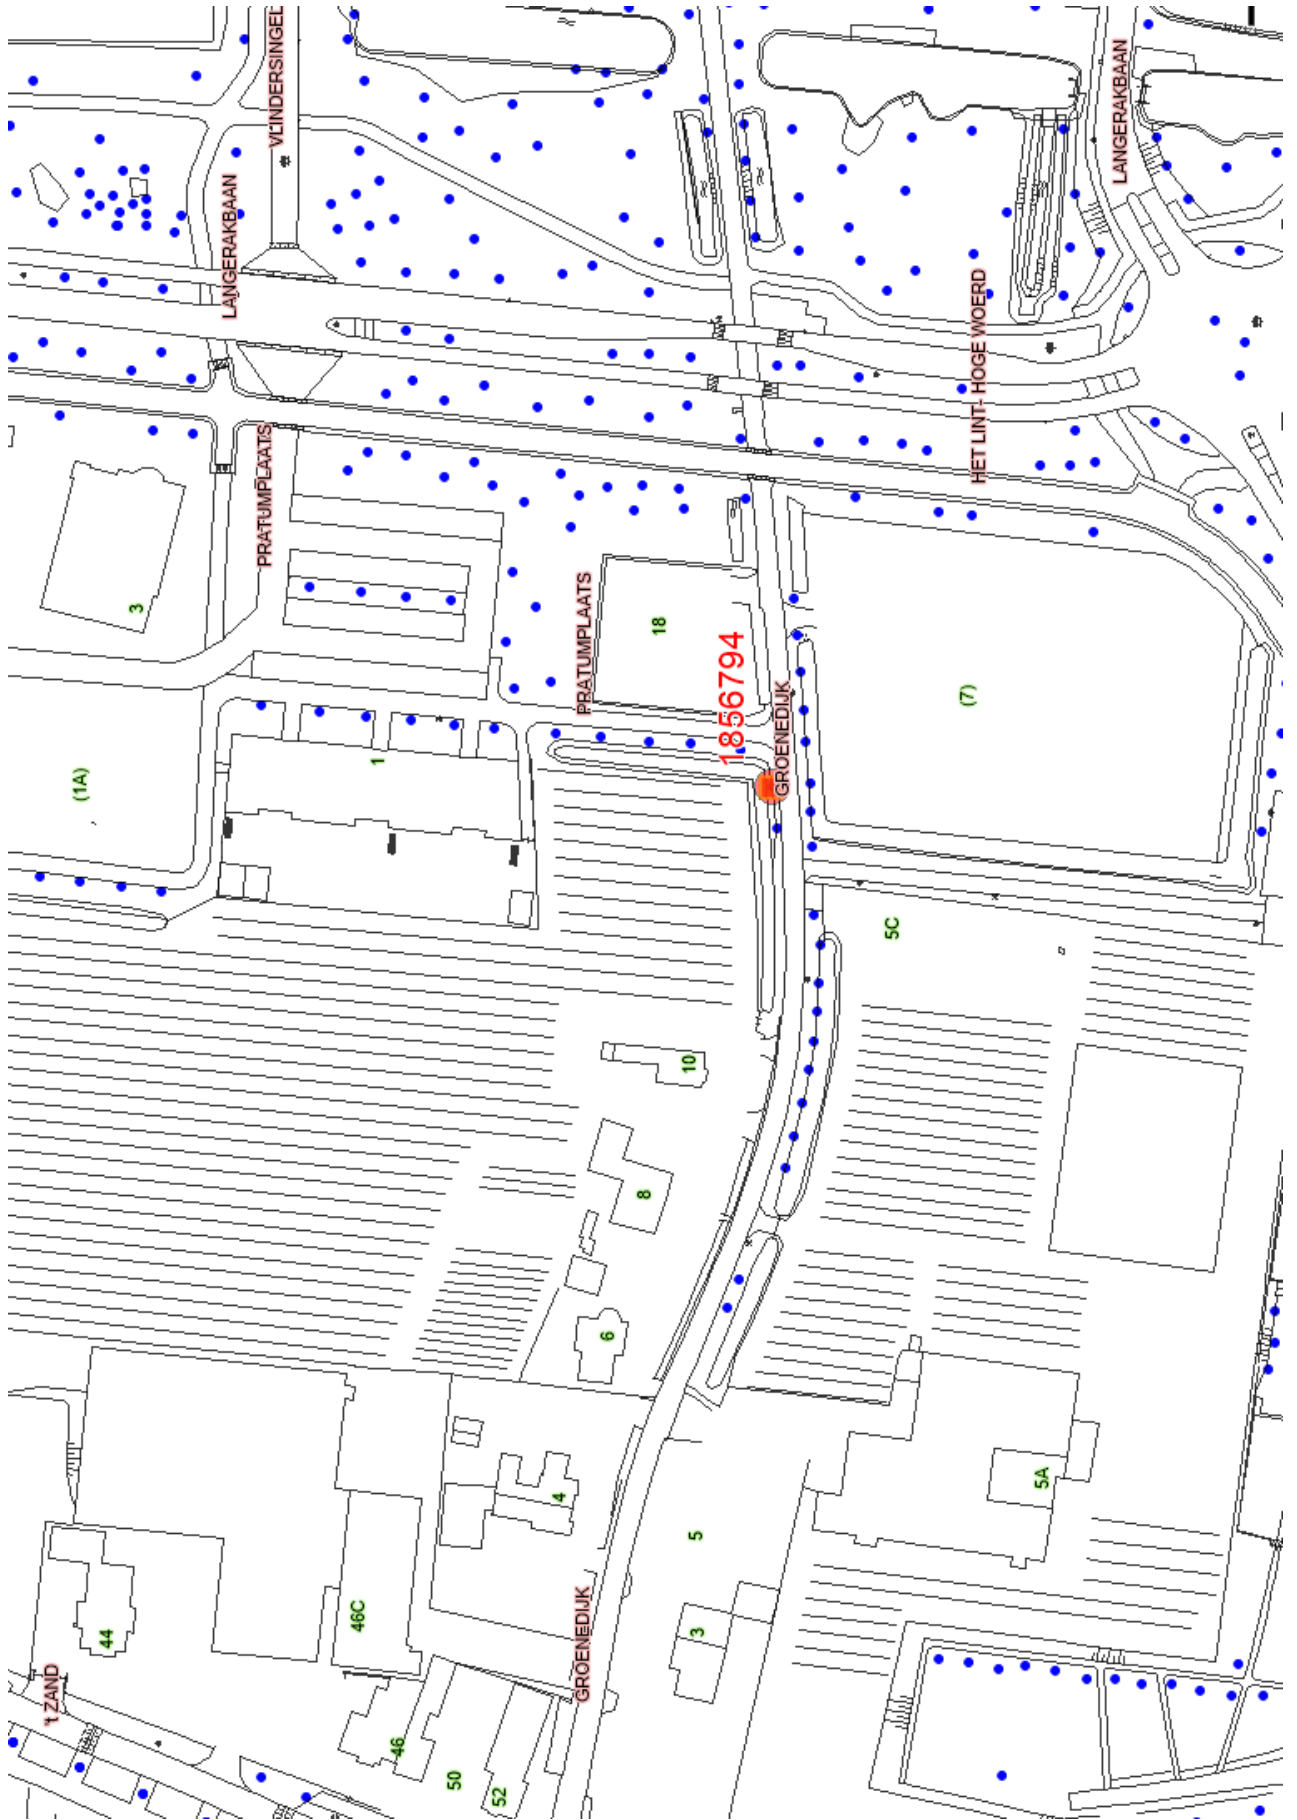 VLINDERSINGEL
LANGERAKBAAN
LANGERAKBAAN
HET LINT- HOGE WOERD
PRATUMPLAATS
3
PRATUMPLAATS
18
1856794
GROENEDIJK
(7)
(1A)
1
5C
10
8
6
4
5
5A
3
GROENEDIJK
44
46C
't ZAND
46
50
52